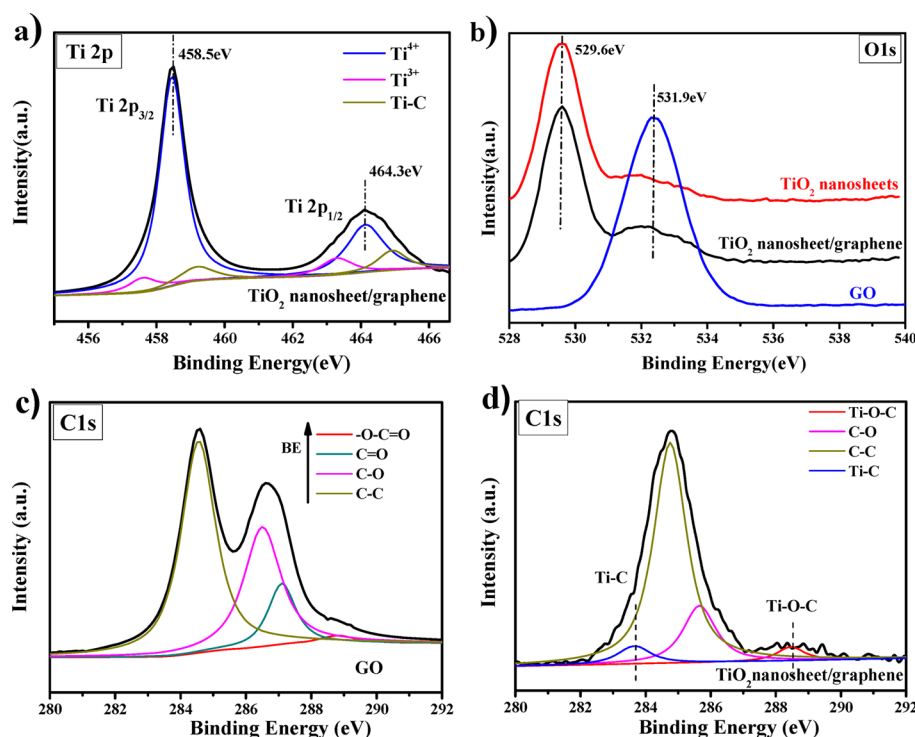 a)
Ti 2p
458.5eV
Ti⁴⁺
Ti³⁺
Ti-C
Ti 2p₃/₂
464.3eV
Ti 2p₁/₂
TiO₂ nanosheet/graphene
Intensity(a.u.)
456 458 460 462 464 466
Binding Energy(eV)
b)
O1s
529.6eV
531.9eV
TiO₂ nanosheets
TiO₂ nanosheet/graphene
GO
Intensity(a.u.)
528 530 532 534 536 538 540
Binding Energy(eV)
c)
C1s
BE
-O-C=O
C=O
C-O
C-C
GO
Intensity (a.u.)
280 282 284 286 288 290 292
Binding Energy (eV)
d)
C1s
Ti-O-C
C-O
C-C
Ti-C
Ti-C
Ti-O-C
TiO₂nanosheet/graphene
Intensity (a.u.)
280 282 284 286 288 290 292
Binding Energy (eV)